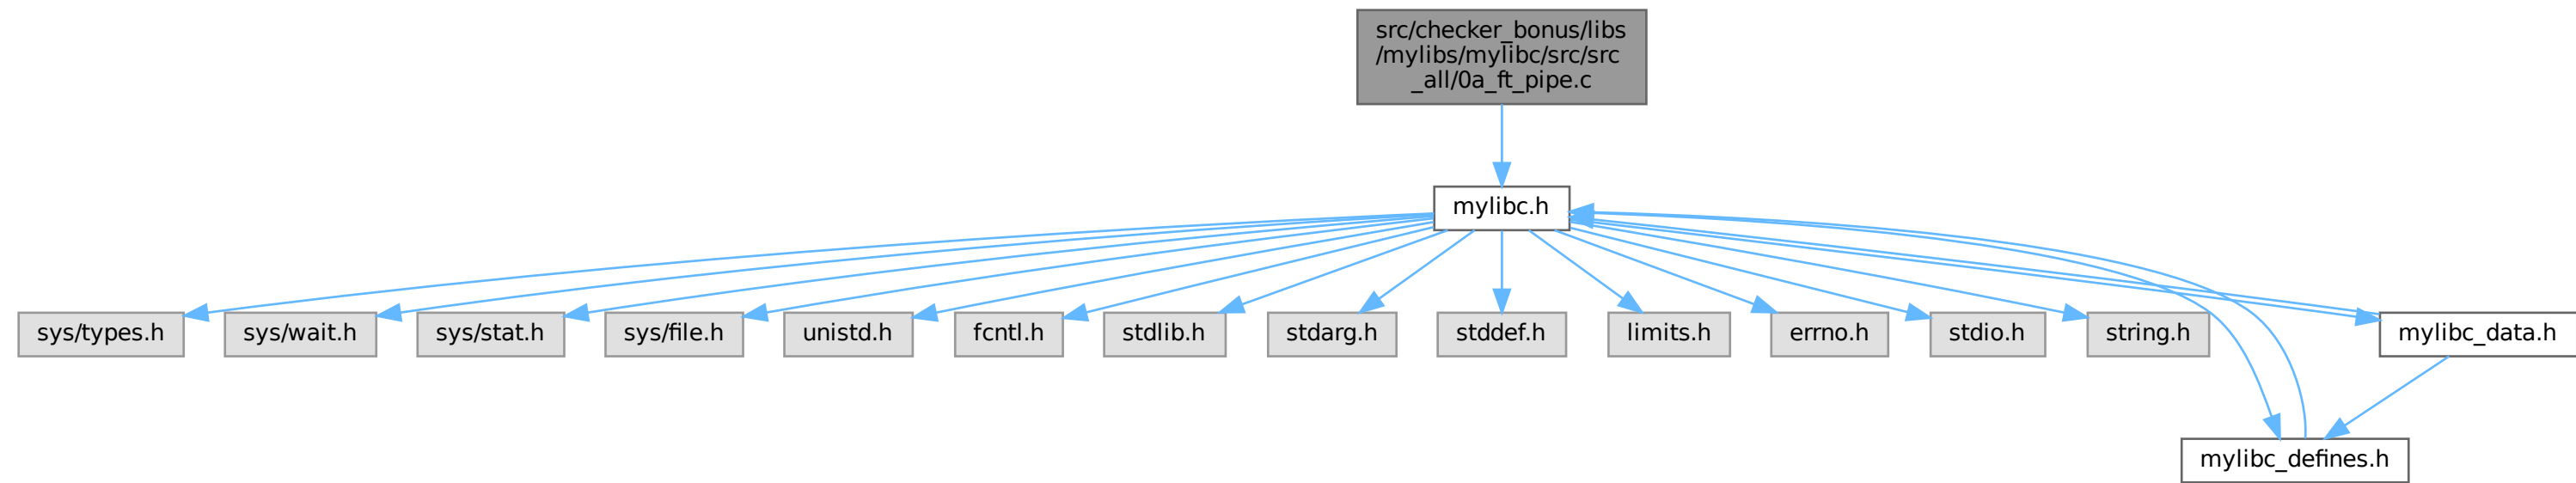 src/checker_bonus/libs
/mylibs/mylibc/src/src
_all/0a_ft_pipe.c
mylibc.h
sys/types.h
sys/wait.h
sys/stat.h
sys/file.h
unistd.h
fcntl.h
stdlib.h
stdarg.h
stddef.h
limits.h
errno.h
stdio.h
string.h
mylibc_data.h
mylibc_defines.h